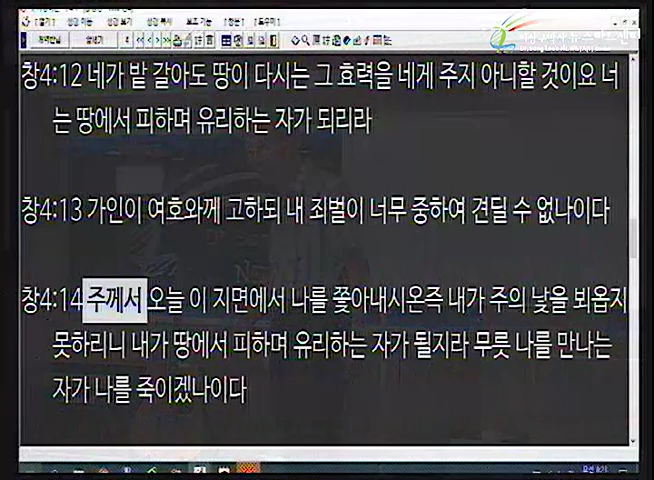 창4:12 네가 밭 갈아도 땅이 다시는 그 효력을 네게 주지 아니할 것이요 너
는 땅에서 피하며 유리하는 자가 되리라
창4:13 가인이 여호와께 고하되 내 죄벌이 너무 중하여 견딜 수 없나이다
창4:14 주께서 오늘 이 지면에서 나를 쫓아내시온즉 내가 주의 낯을 뵈옵지
못하리니 내가 땅에서 피하며 유리하는 자가 될지라 무릇 나를 만나는
자가 나를 죽이겠나이다